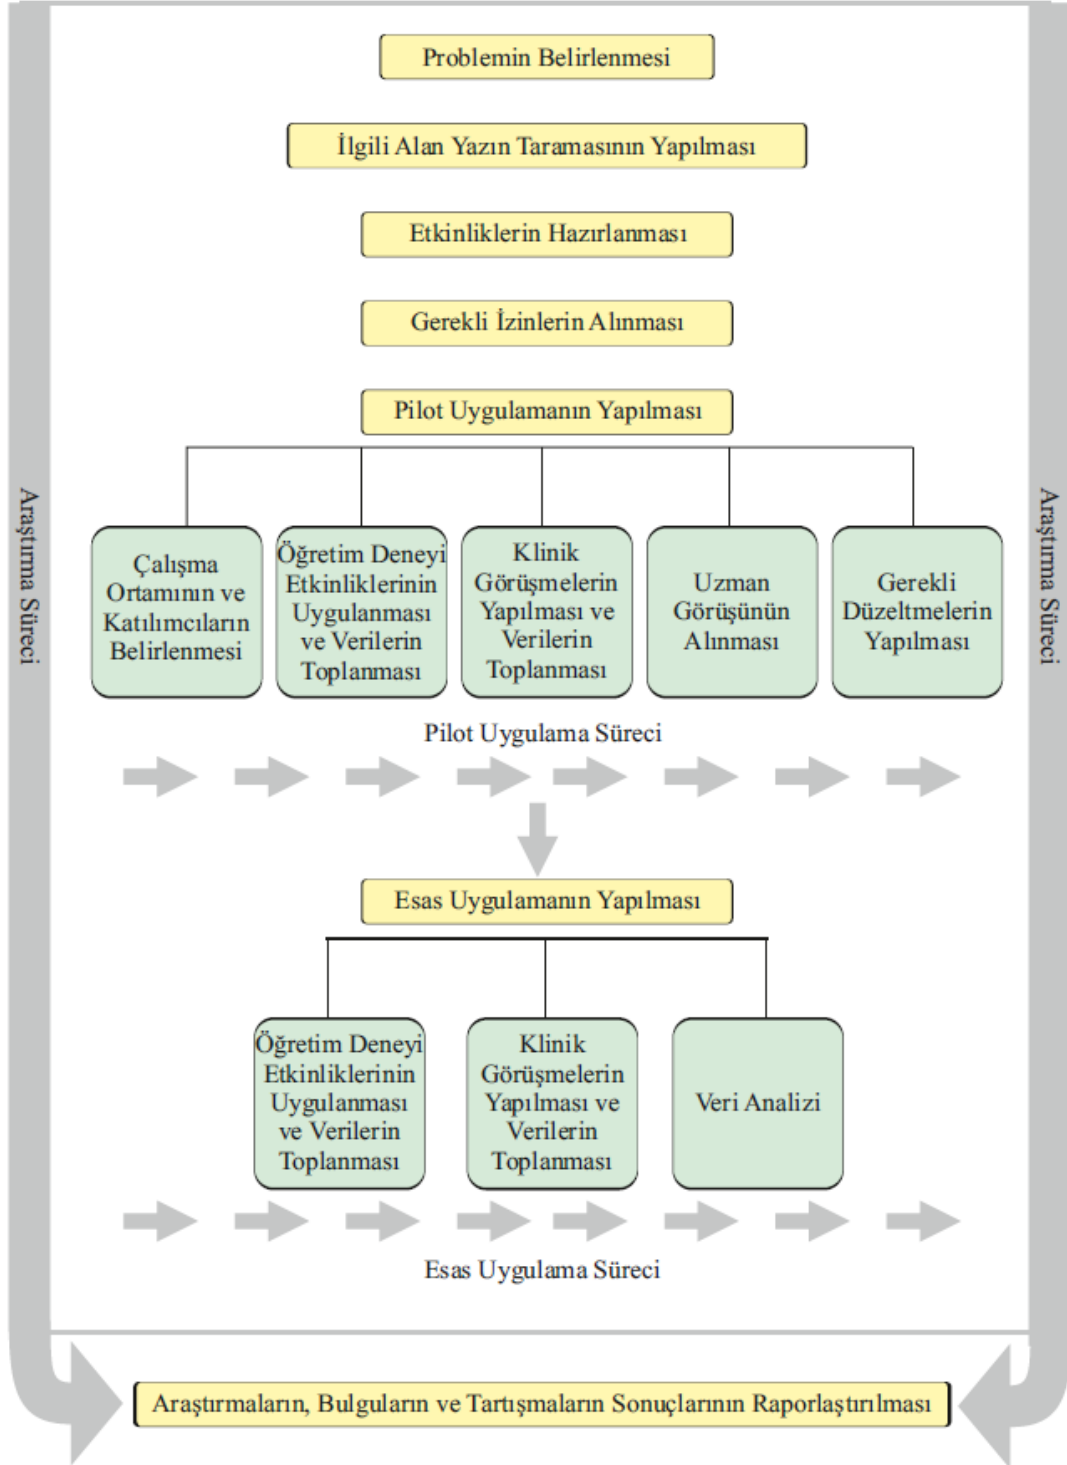 Problemin Belirlenmesi
İlgili Alan Yazın Taramasının Yapılması
Etkinliklerin Hazırlanması
Gerekli İzinlerin Alınması
Pilot Uygulamanın Yapılması
Araştırma Süreci
Araştırma Süreci
Çalışma
Ortamının ve
Katılımcıların
Belirlenmesi
Öğretim Deneyi
Etkinliklerinin
Uygulanması
ve Verilerin
Toplanması
Klinik
Görüşmelerin
Yapılması ve
Verilerin
Toplanması
Uzman
Görüşünün
Alınması
Gerekli
Düzeltmelerin
Yapılması
Pilot Uygulama Süreci
Esas Uygulamanın Yapılması
Öğretim Deneyi
Etkinliklerinin
Uygulanması
ve Verilerin
Toplanması
Klinik
Görüşmelerin
Yapılması ve
Verilerin
Toplanması
Veri Analizi
Esas Uygulama Süreci
Araştırmaların, Bulguların ve Tartışmaların Sonuçlarının Raporlaştırılması